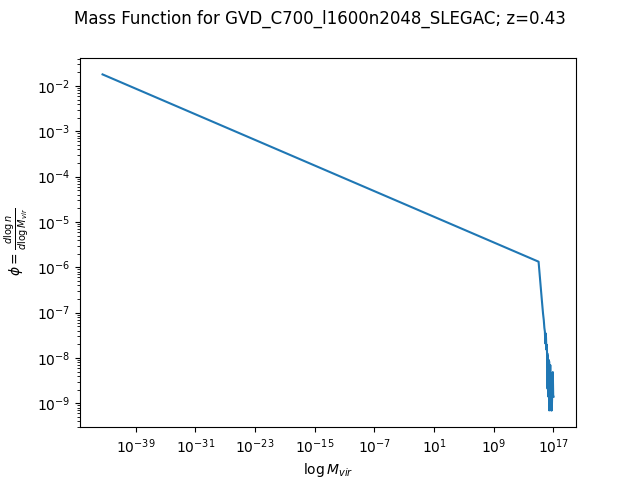 Mass Function for GVD_C700_l1600n2048_SLEGAC; z=0.43
10^−2
10^−3
10^−4
10^−5
10^−6
10^−7
10^−8
10^−9
ϕ = d log n / d log M_vir
10^−39 10^−31 10^−23 10^−15 10^−7 10^1 10^9 10^17
log M_vir